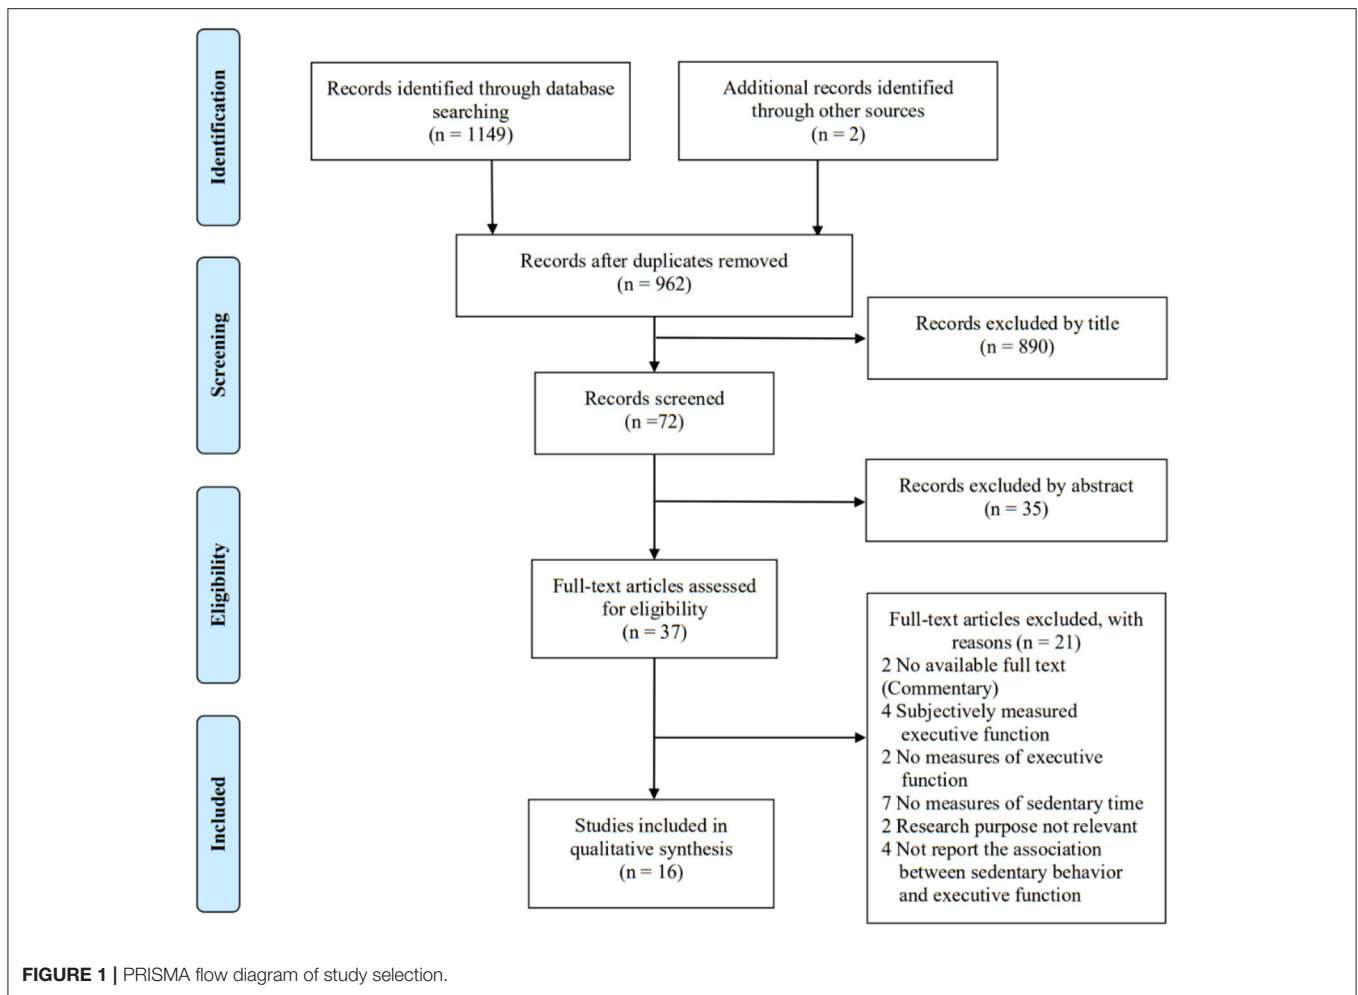 Identification
Records identified through database
searching
(n = 1149)
Additional records identified
through other sources
(n = 2)
Records after duplicates removed
(n = 962)
Screening
Records excluded by title
(n = 890)
Records screened
(n =72)
Records excluded by abstract
(n = 35)
Eligibility
Full-text articles assessed
for eligibility
(n = 37)
Full-text articles excluded, with
reasons (n = 21)
2 No available full text
(Commentary)
4 Subjectively measured
executive function
2 No measures of executive
function
7 No measures of sedentary time
2 Research purpose not relevant
4 Not report the association
between sedentary behavior
and executive function
Included
Studies included in
qualitative synthesis
(n = 16)
FIGURE 1 | PRISMA flow diagram of study selection.